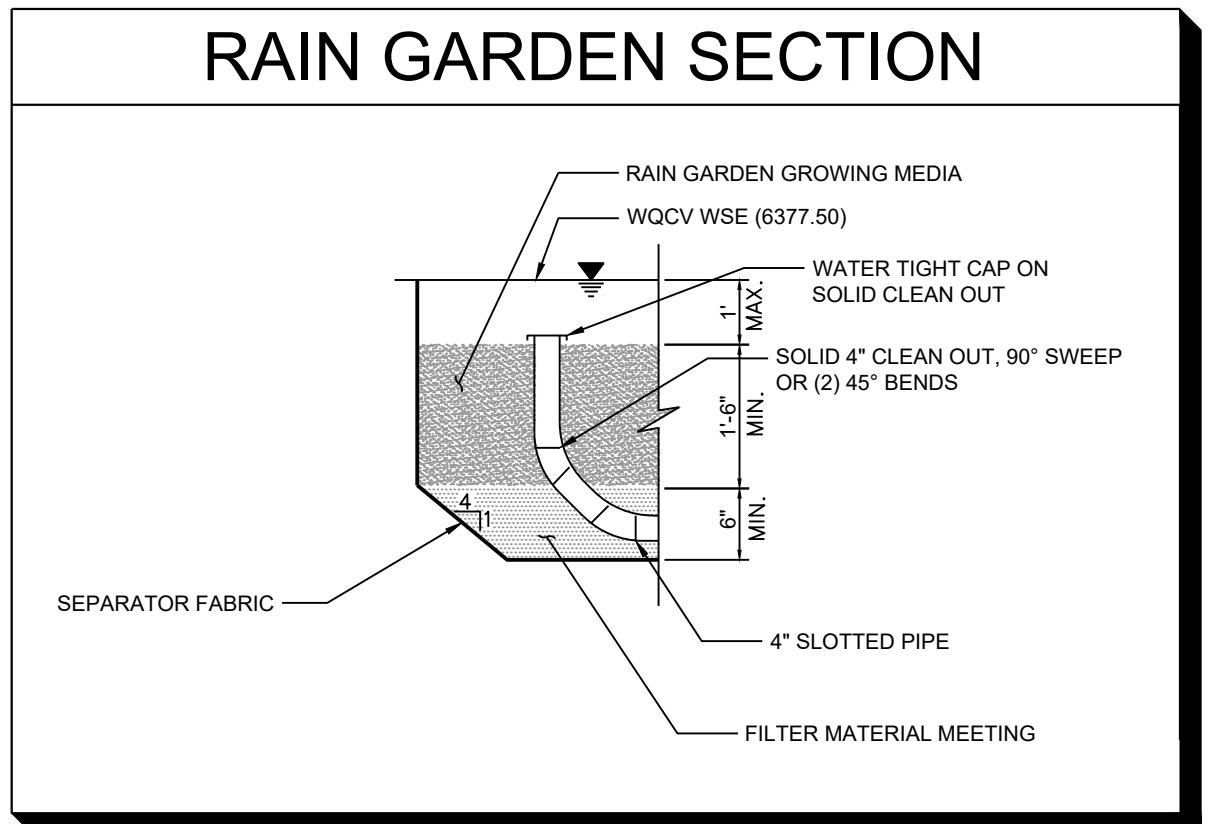 RAIN GARDEN SECTION
RAIN GARDEN GROWING MEDIA
WQCV WSE (6377.50)
WATER TIGHT CAP ON
SOLID CLEAN OUT
1'
MAX.
SOLID 4" CLEAN OUT, 90° SWEEP
OR (2) 45° BENDS
1'-6"
MIN.
4
1
6"
MIN.
SEPARATOR FABRIC
4" SLOTTED PIPE
FILTER MATERIAL MEETING